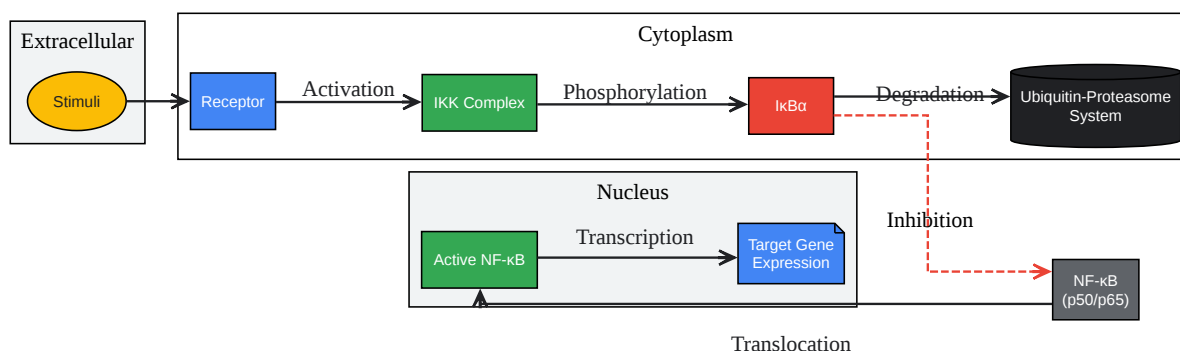 Extracellular
Stimuli
Cytoplasm
Receptor
Activation
IKK Complex
Phosphorylation
IκBα
Degradation
Ubiquitin-Proteasome
System
Nucleus
Active NF-κB
Transcription
Target Gene
Expression
Inhibition
NF-κB
(p50/p65)
Translocation